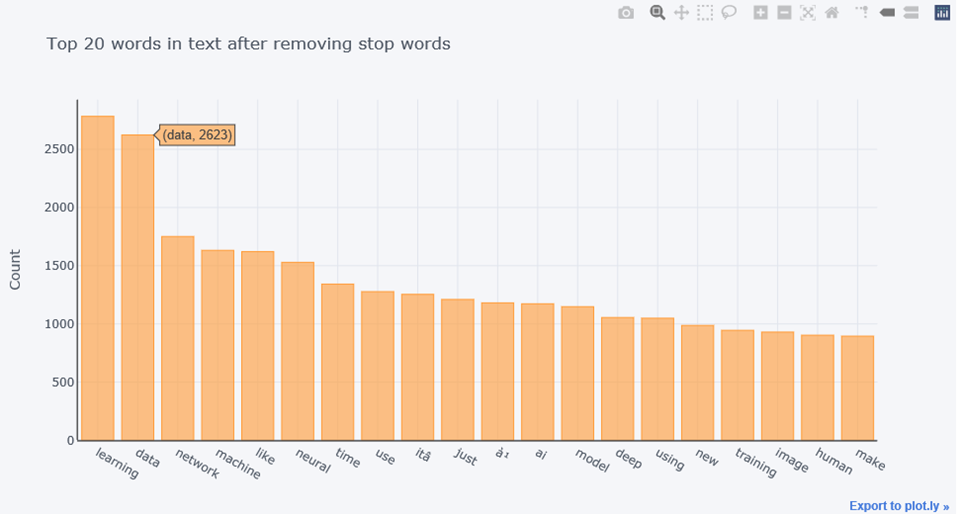 Top 20 words in text after removing stop words
(data, 2623)
2500
2000
1500
1000
500
0
Count
learning
data
network
machine
like
neural
time
use
itâ
just
â¹
ai
model
deep
using
new
training
image
human
make
Export to plot.ly »